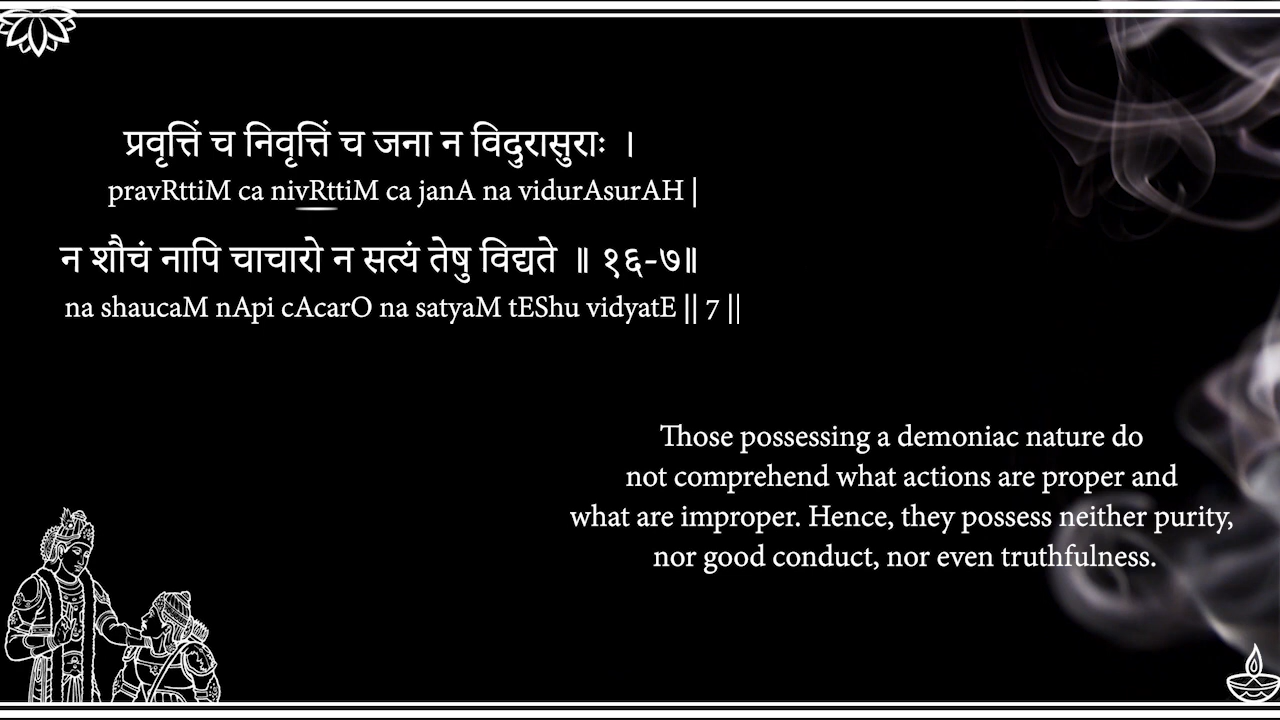 प्रवृत्तिं च निवृत्तिं च जना न विदुरासुराः ।
pravRttiM ca nivRttiM ca janA na vidurAsurAH |
न शौचं नापि चाचारो न सत्यं तेषु विद्यते ॥ १६-७॥
na shaucaM nApi cAcarO na satyaM tEShu vidyatE || 7 ||
Those possessing a demoniac nature do
not comprehend what actions are proper and
what are improper. Hence, they possess neither purity,
nor good conduct, nor even truthfulness.